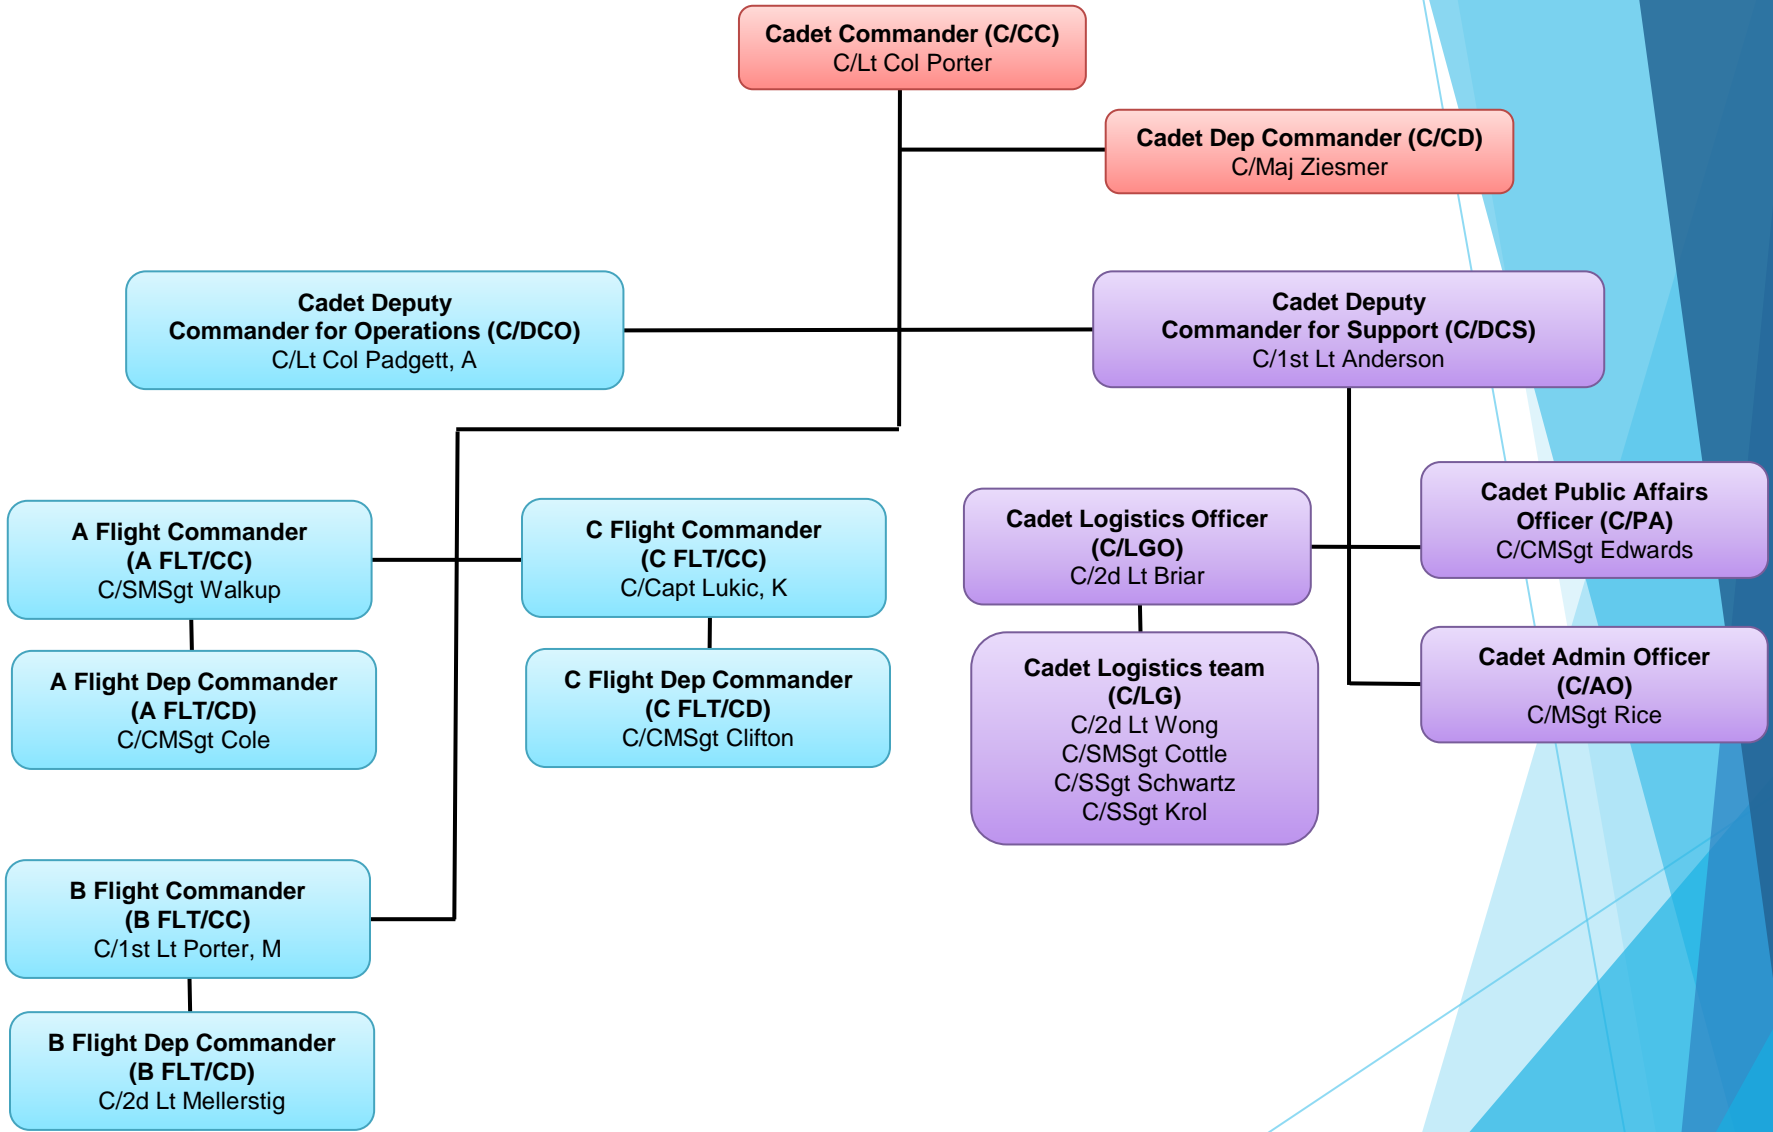 Cadet Commander (C/CC)
C/Lt Col Porter
Cadet Dep Commander (C/CD)
C/Maj Ziesmer
Cadet Deputy
Commander for Operations (C/DCO)
C/Lt Col Padgett, A
Cadet Deputy
Commander for Support (C/DCS)
C/1st Lt Anderson
A Flight Commander
(A FLT/CC)
C/SMSgt Walkup
C Flight Commander
(C FLT/CC)
C/Capt Lukic, K
Cadet Logistics Officer
(C/LGO)
C/2d Lt Briar
Cadet Public Affairs
Officer (C/PA)
C/CMSgt Edwards
A Flight Dep Commander
(A FLT/CD)
C/CMSgt Cole
C Flight Dep Commander
(C FLT/CD)
C/CMSgt Clifton
Cadet Logistics team
(C/LG)
C/2d Lt Wong
C/SMSgt Cottle
C/SSgt Schwartz
C/SSgt Krol
Cadet Admin Officer
(C/AO)
C/MSgt Rice
B Flight Commander
(B FLT/CC)
C/1st Lt Porter, M
B Flight Dep Commander
(B FLT/CD)
C/2d Lt Mellerstig